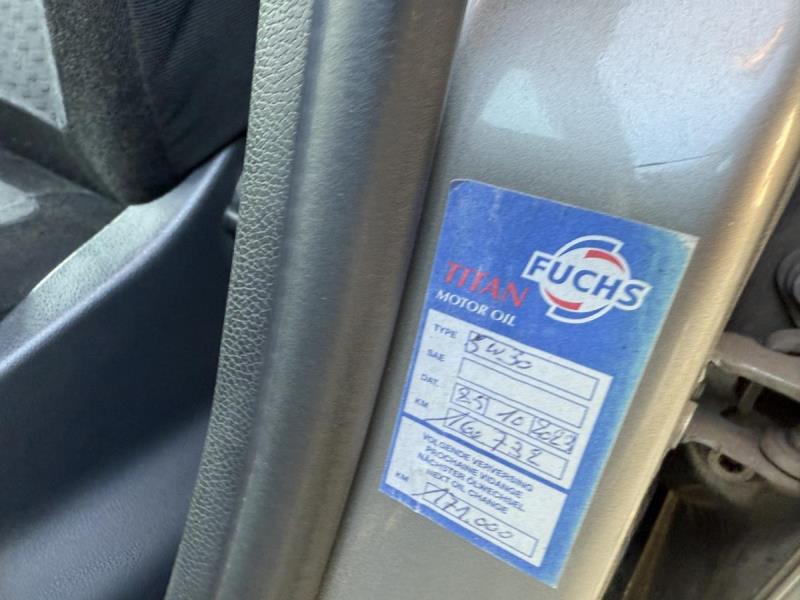 FUCHS
TITAN
MOTOR OIL
TYPE 5W30
SAE
DAT. 25 10 2023
KM 160 732
VOLGENDE VERVERSING
PROCHAINE VIDANGE
NÄCHSTER ÖLWECHSEL
NEXT OIL CHANGE
KM 171.000